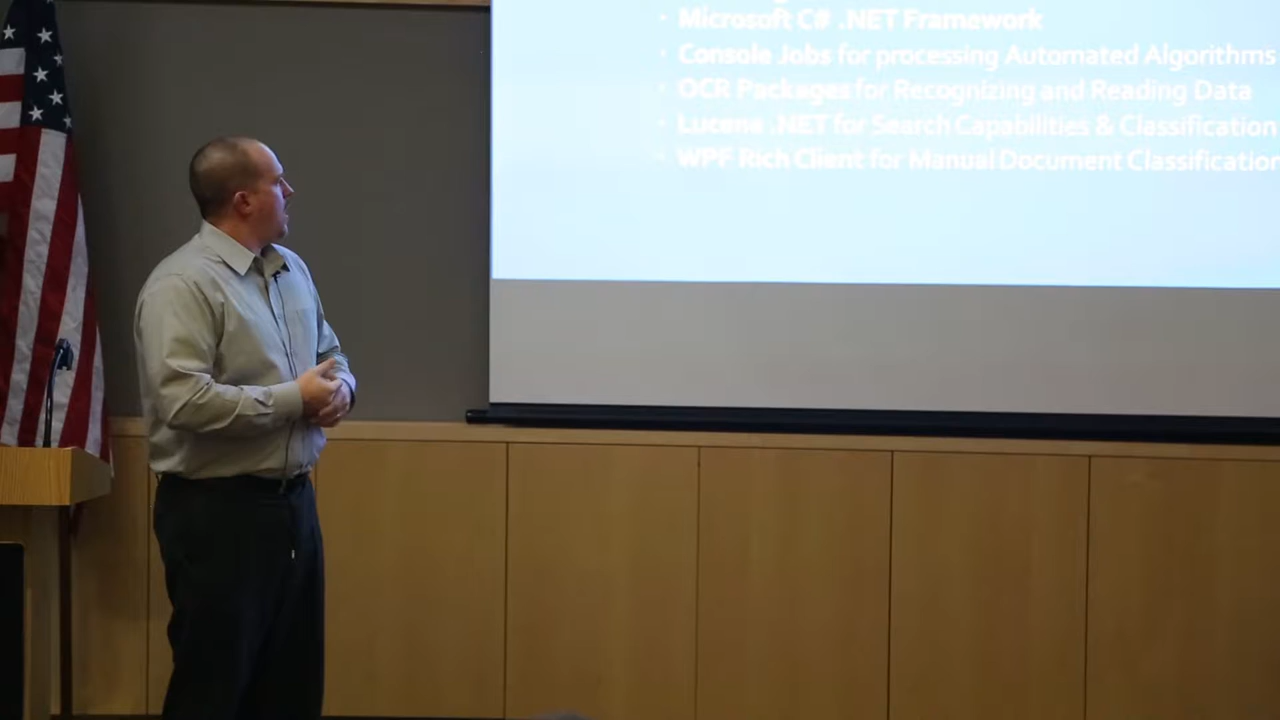 • Microsoft C# .NET Framework
• Console Jobs for processing Automated Algorithms
• OCR Packages for Recognizing and Reading Data
• Lucene .NET for Search Capabilities & Classification
• WPF Rich Client for Manual Document Classification